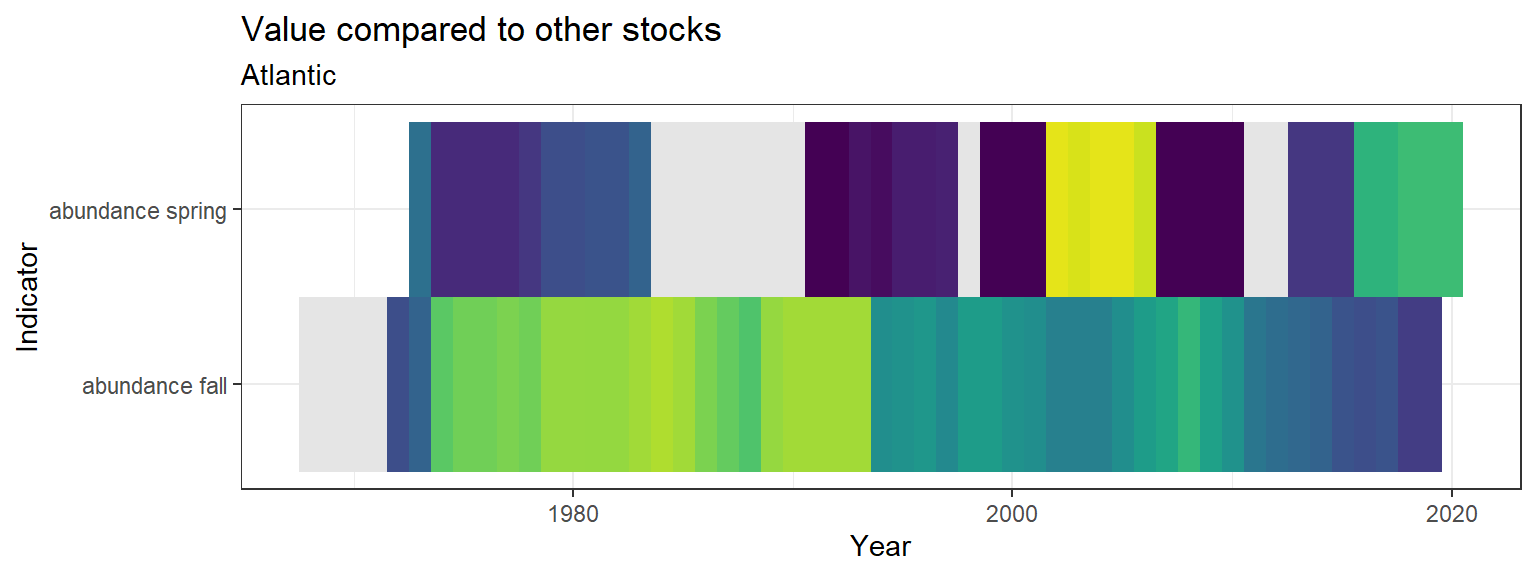 Value compared to other stocks
Atlantic
Indicator
abundance spring
abundance fall
1980
2000
2020
Year